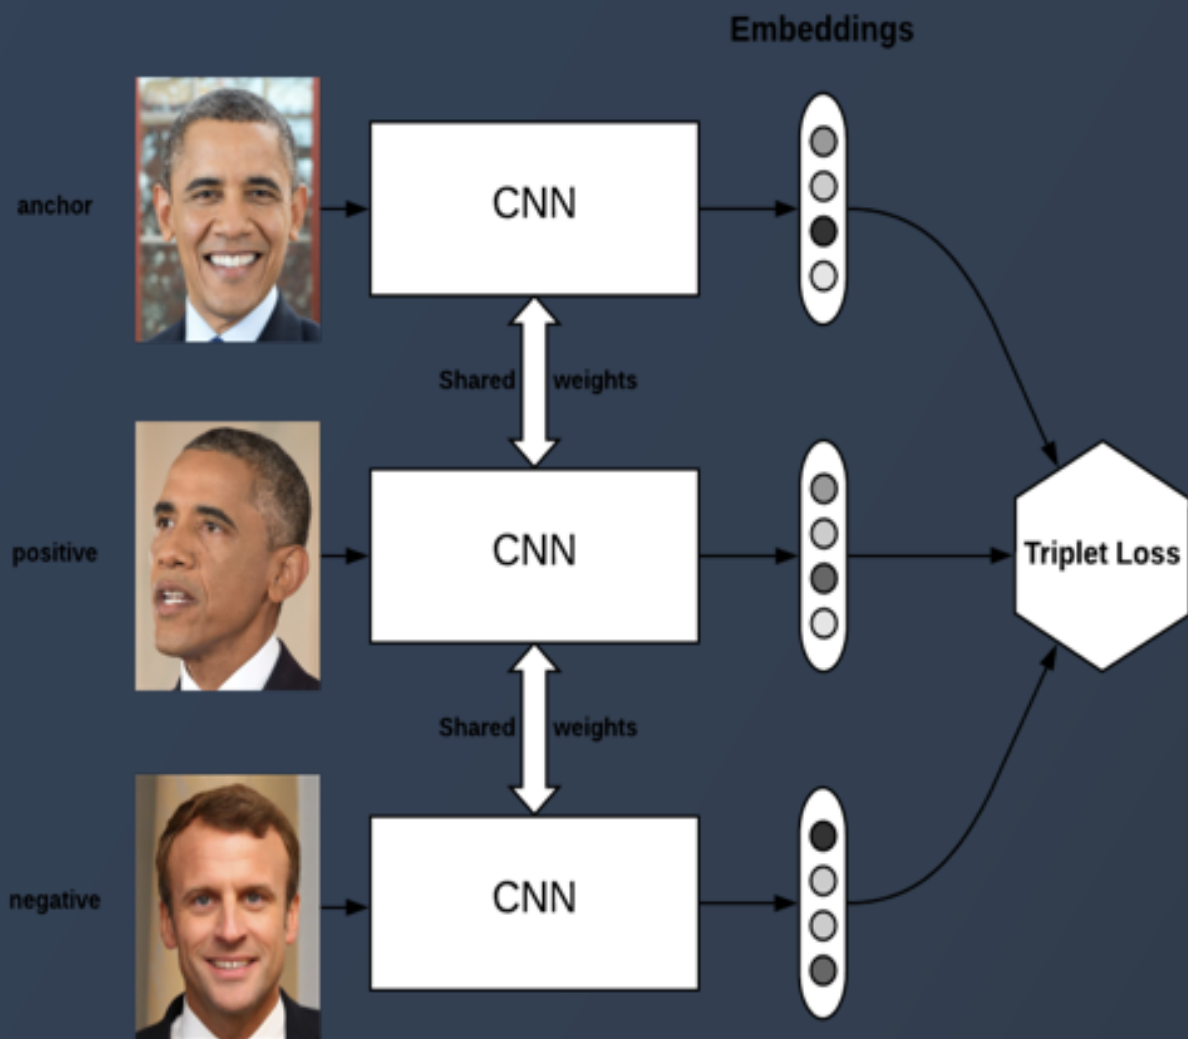 Embeddings
anchor
CNN
Shared weights
positive
CNN
Triplet Loss
Shared weights
negative
CNN